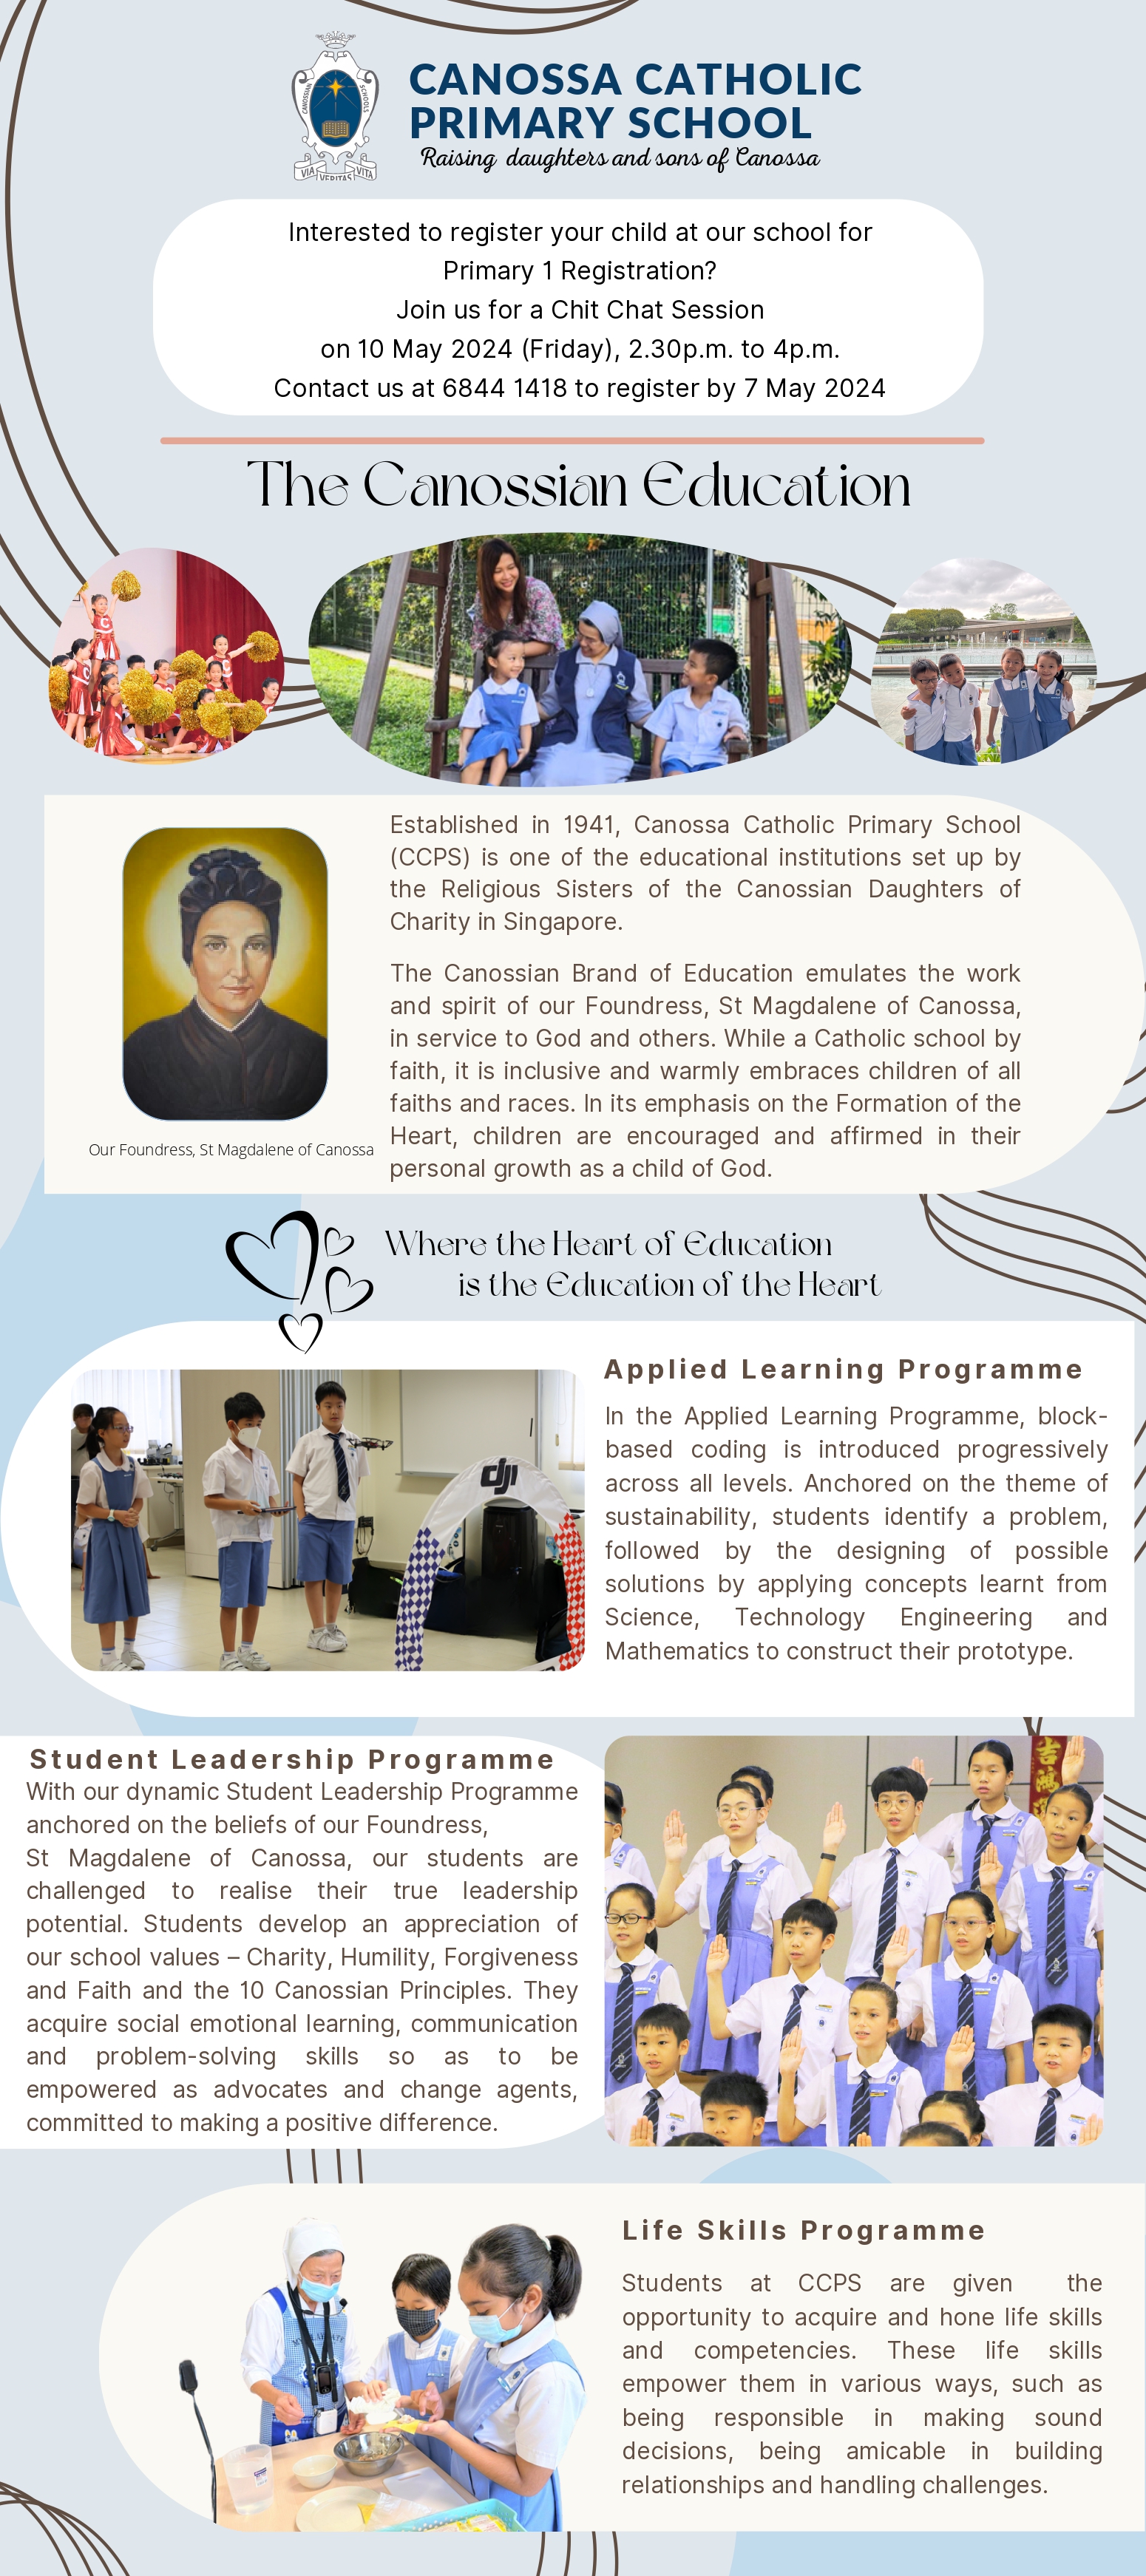 CANOSSIAN SCHOOLS
VIA VERITAS VITA
CANOSSA CATHOLIC
PRIMARY SCHOOL
Raising daughters and sons of Canossa
Interested to register your child at our school for
Primary 1 Registration?
Join us for a Chit Chat Session
on 10 May 2024 (Friday), 2.30p.m. to 4p.m.
Contact us at 6844 1418 to register by 7 May 2024
The Canossian Education
Established in 1941, Canossa Catholic Primary School
(CCPS) is one of the educational institutions set up by
the Religious Sisters of the Canossian Daughters of
Charity in Singapore.
The Canossian Brand of Education emulates the work
and spirit of our Foundress, St Magdalene of Canossa,
in service to God and others. While a Catholic school by
faith, it is inclusive and warmly embraces children of all
faiths and races. In its emphasis on the Formation of the
Heart, children are encouraged and affirmed in their
personal growth as a child of God.
Our Foundress, St Magdalene of Canossa
Where the Heart of Education
is the Education of the Heart
dji
Applied Learning Programme
In the Applied Learning Programme, block-
based coding is introduced progressively
across all levels. Anchored on the theme of
sustainability, students identify a problem,
followed by the designing of possible
solutions by applying concepts learnt from
Science, Technology Engineering and
Mathematics to construct their prototype.
Student Leadership Programme
With our dynamic Student Leadership Programme
anchored on the beliefs of our Foundress,
St Magdalene of Canossa, our students are
challenged to realise their true leadership
potential. Students develop an appreciation of
our school values – Charity, Humility, Forgiveness
and Faith and the 10 Canossian Principles. They
acquire social emotional learning, communication
and problem-solving skills so as to be
empowered as advocates and change agents,
committed to making a positive difference.
吉
鴻
Life Skills Programme
Students at CCPS are given the
opportunity to acquire and hone life skills
and competencies. These life skills
empower them in various ways, such as
being responsible in making sound
decisions, being amicable in building
relationships and handling challenges.